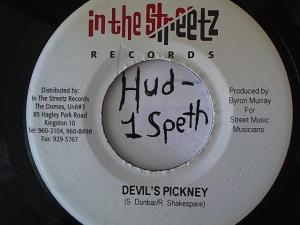 in the Streetz
RECORDS
Distributed by:
In The Streetz Records
The Domes, Unit#3
85 Hagley Park Road
Kingston 10
Tel: 960-2104, 960-8498
Fax: 929-3767
Hud-
1 Speth
Produced by
Byron Murray
For
Street Music
Musicians
DEVIL'S PICKNEY
(S Dunbar/R Shakespare)